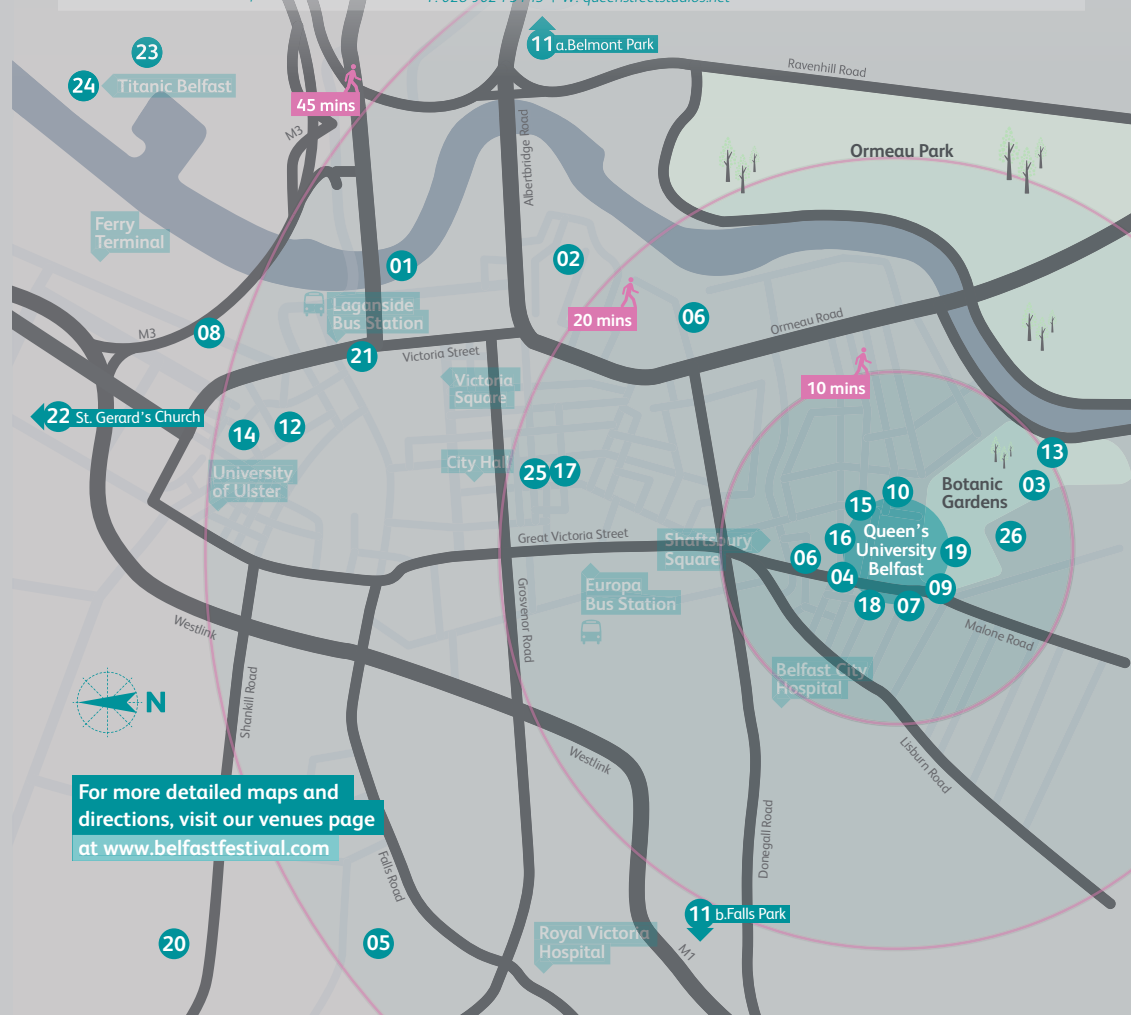 11 a.Belmont Park
23
24 Titanic Belfast
45 mins
M3
Ravenhill Road
Albertbridge Road
Ormeau Park
Ferry
Terminal
01
02
20 mins
Laganside
Bus Station
06
Ormeau Road
M3
08
21
Victoria Street
10 mins
Victoria
Square
22 St. Gerard's Church
14
12
University
of Ulster
City Hall
25
17
13
Botanic
Gardens
03
10
15
16
Queen's
University
Belfast
26
19
Great Victoria Street
Shaftsbury
Square
06
04
09
18
07
Malone Road
Europa
Bus Station
Grosvenor Road
Westlink
Belfast City
Hospital
Shankill Road
N
Westlink
Lisburn Road
For more detailed maps and
directions, visit our venues page
at www.belfastfestival.com
Donegall Road
Falls Road
11 b.Falls Park
20
05
Royal Victoria
Hospital
M1